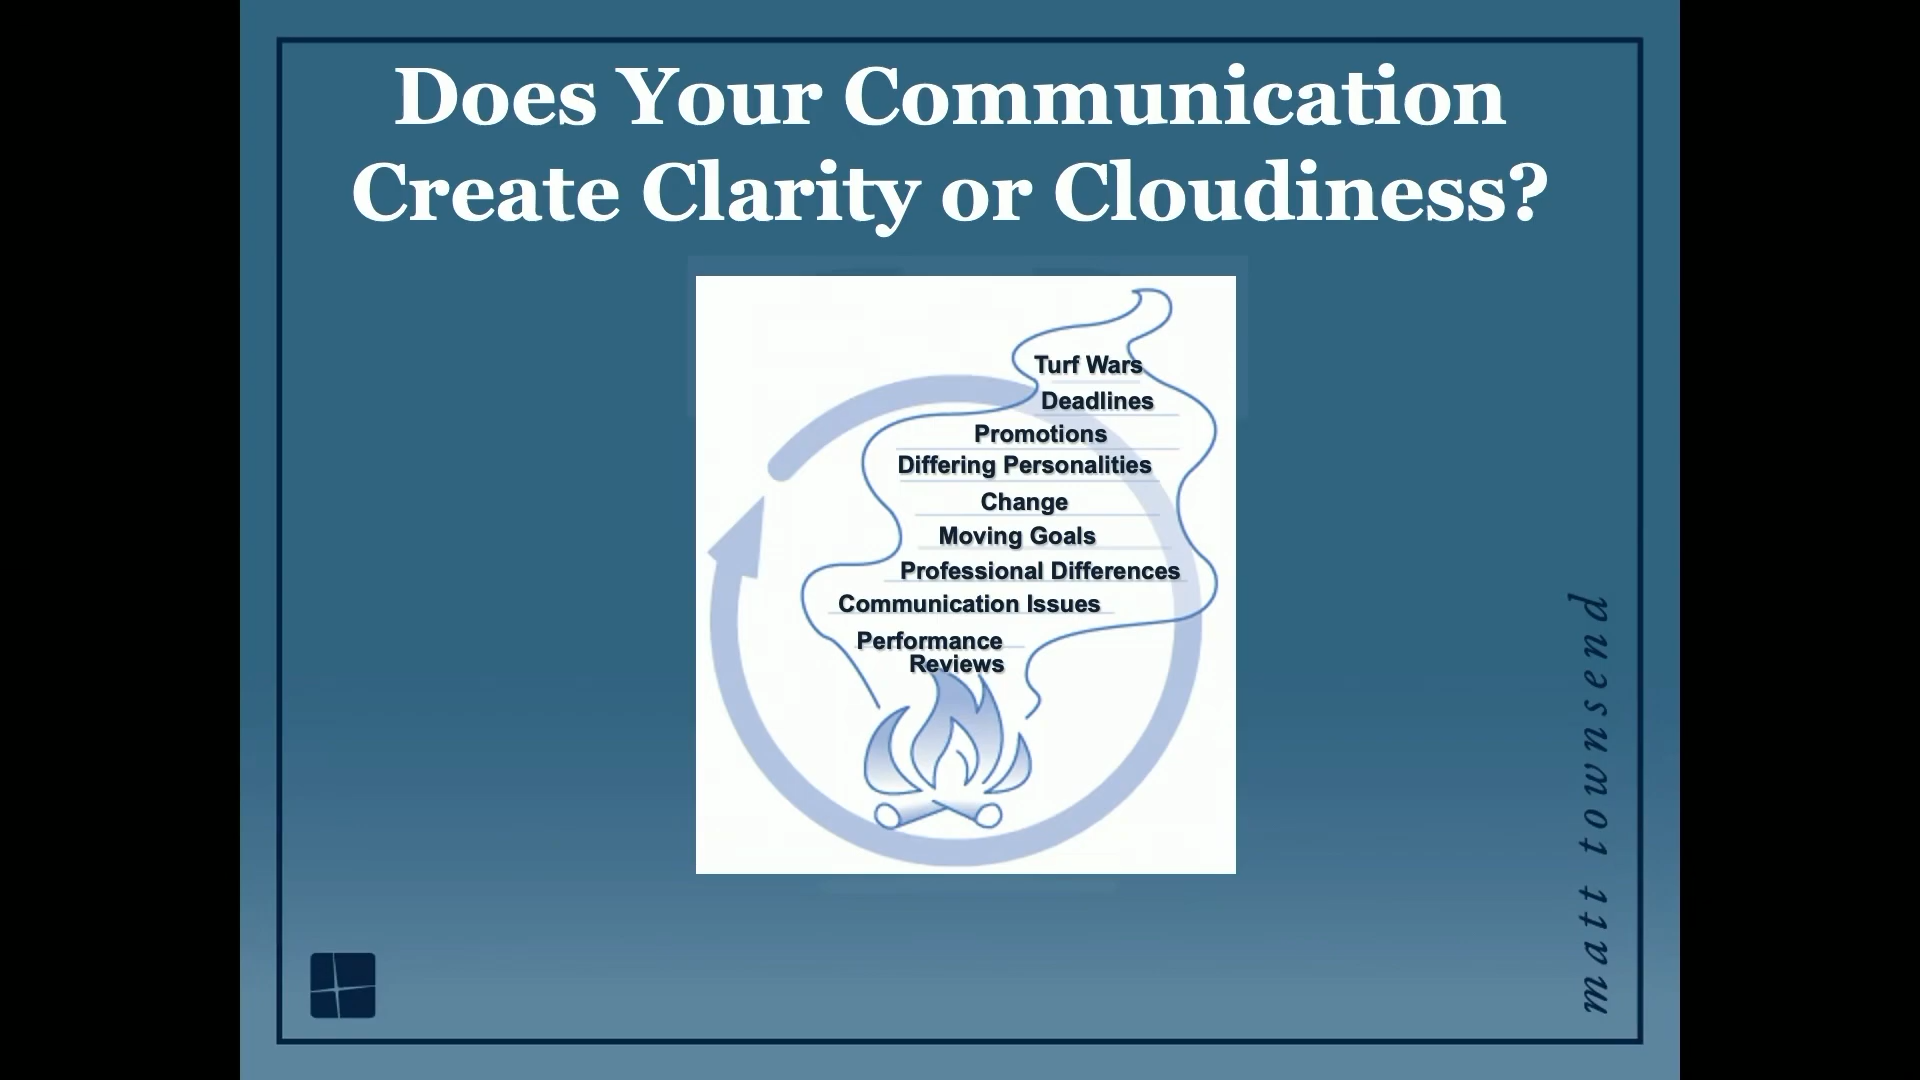 Does Your Communication
Create Clarity or Cloudiness?
Turf Wars
Deadlines
Promotions
Differing Personalities
Change
Moving Goals
Professional Differences
Communication Issues
Performance
Reviews
matt townsend